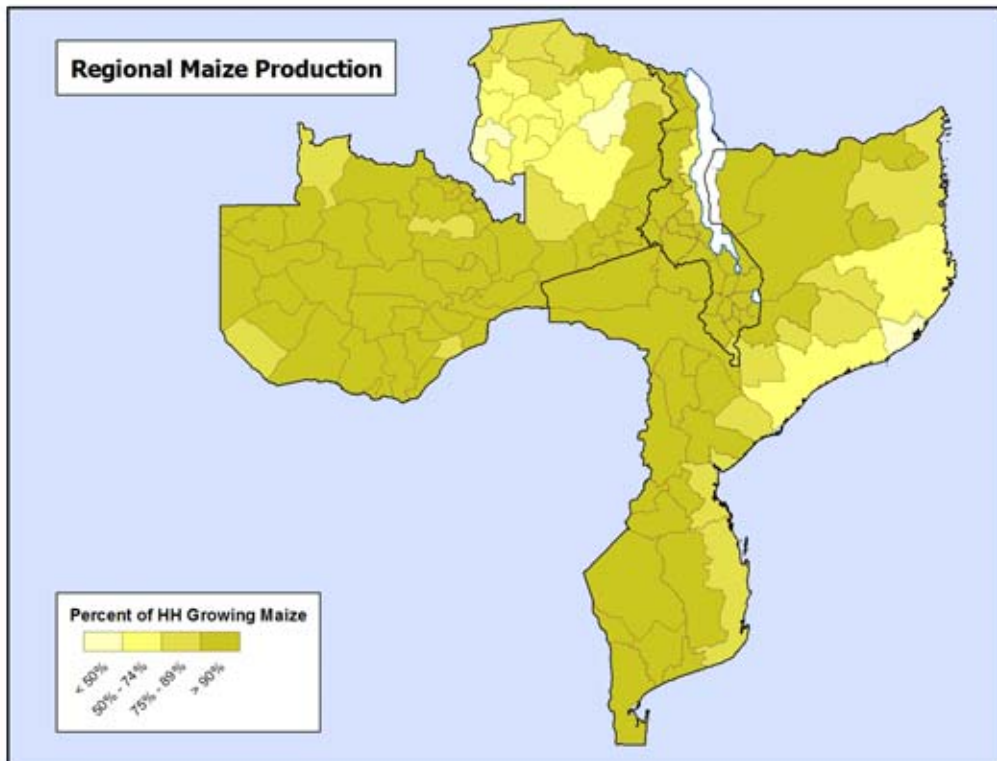 Regional Maize Production
Percent of HH Growing Maize
< 50%
50% - 74%
75% - 89%
> 90%